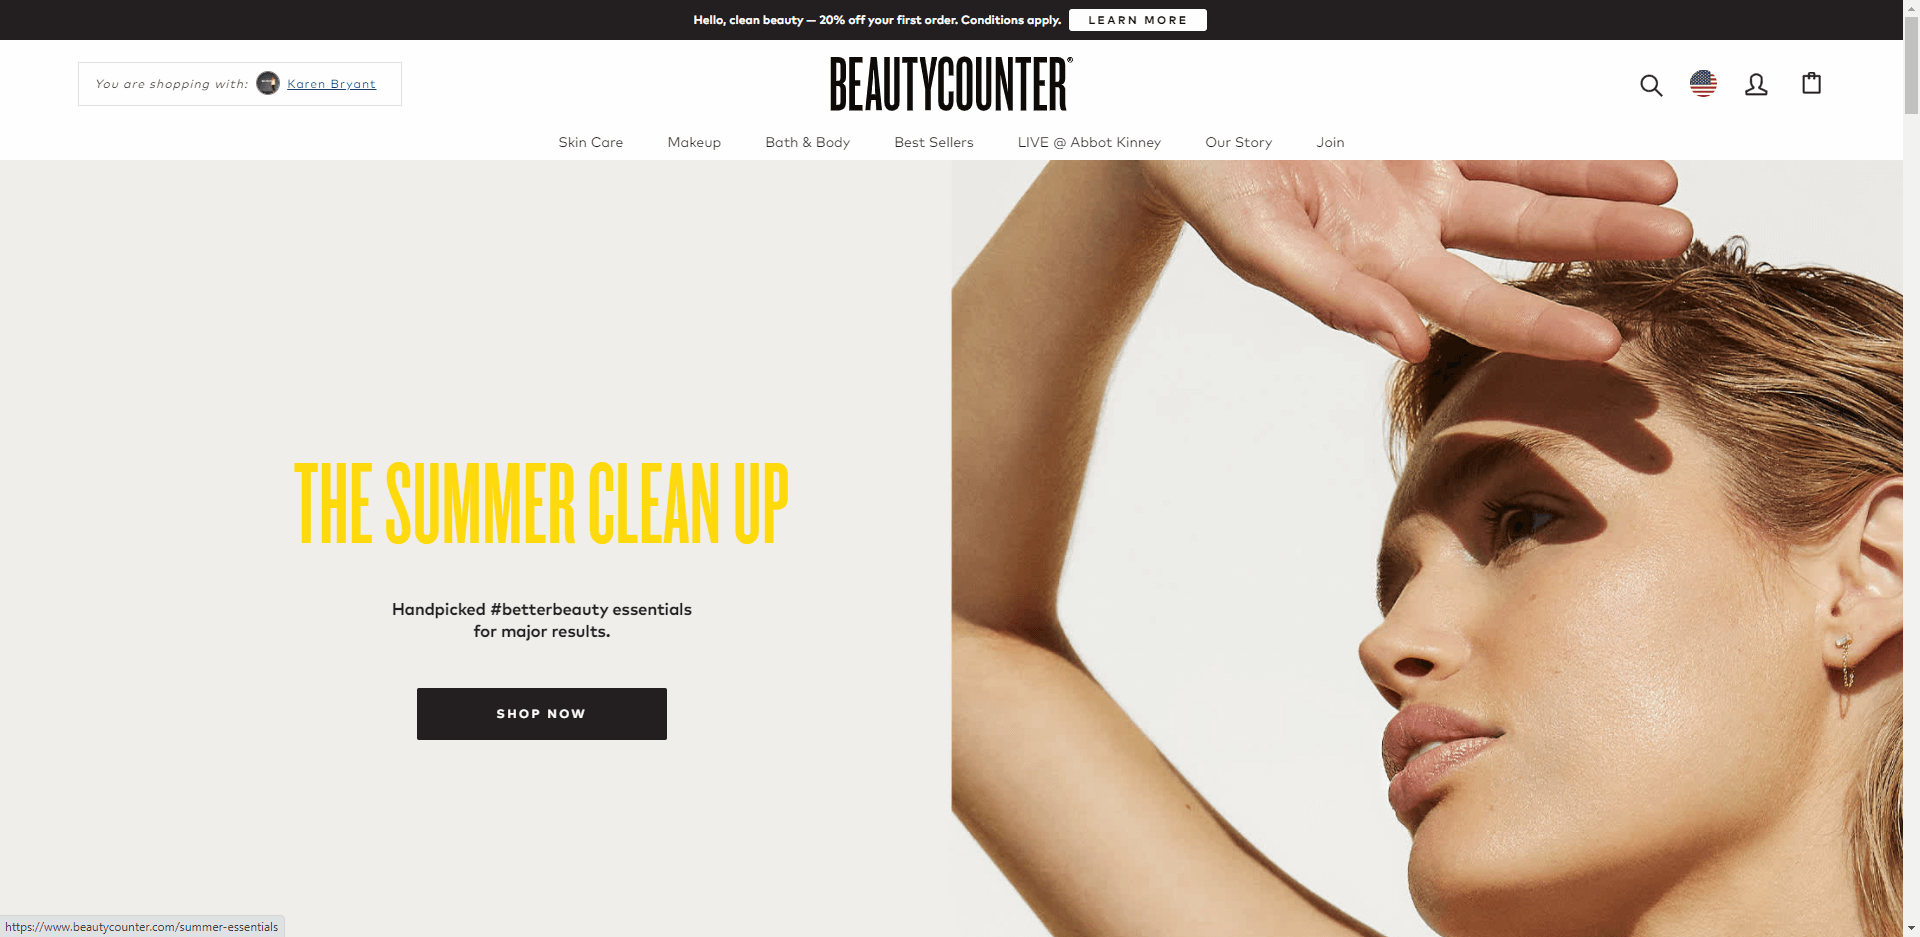 Hello, clean beauty — 20% off your first order. Conditions apply. LEARN MORE
You are shopping with: Karen Bryant
BEAUTYCOUNTER®
Skin Care Makeup Bath & Body Best Sellers LIVE @ Abbot Kinney Our Story Join
THE SUMMER CLEAN UP
Handpicked #betterbeauty essentials
for major results.
SHOP NOW
https://www.beautycounter.com/summer-essentials